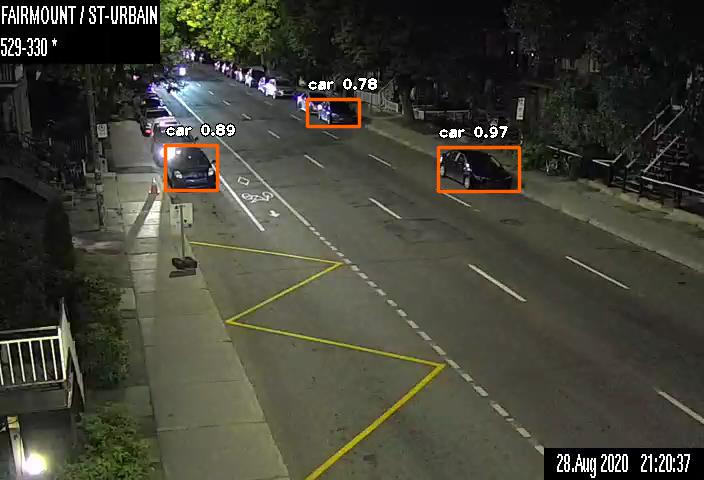 FAIRMOUNT / ST-URBAIN
529-330 *
car 0.78
car 0.89
car 0.97
28.Aug 2020 21:20:37